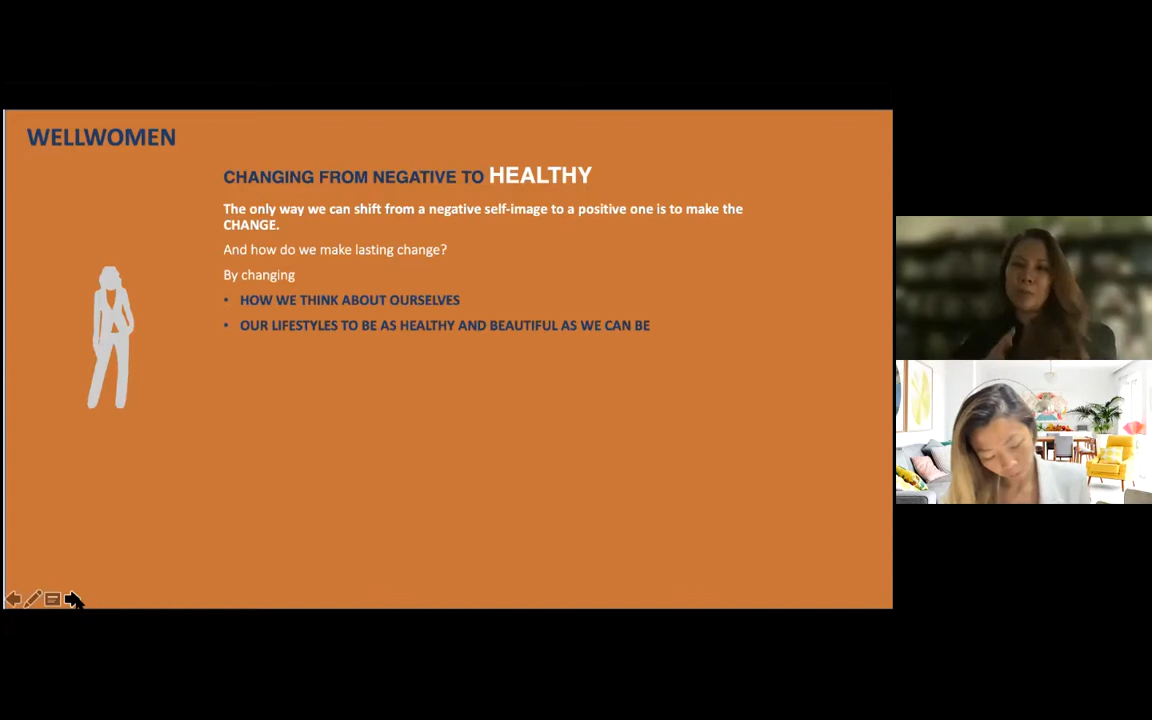 WELLWOMEN
CHANGING FROM NEGATIVE TO HEALTHY
The only way we can shift from a negative self-image to a positive one is to make the
CHANGE.
And how do we make lasting change?
By changing
• HOW WE THINK ABOUT OURSELVES
• OUR LIFESTYLES TO BE AS HEALTHY AND BEAUTIFUL AS WE CAN BE